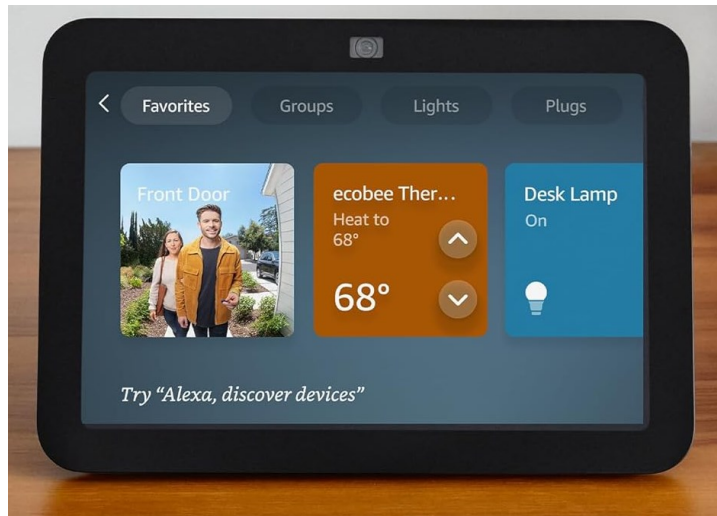 Favorites
Groups
Lights
Plugs
Front Door
ecobee Ther...
Heat to
68°
68°
Desk Lamp
On
Try “Alexa, discover devices”